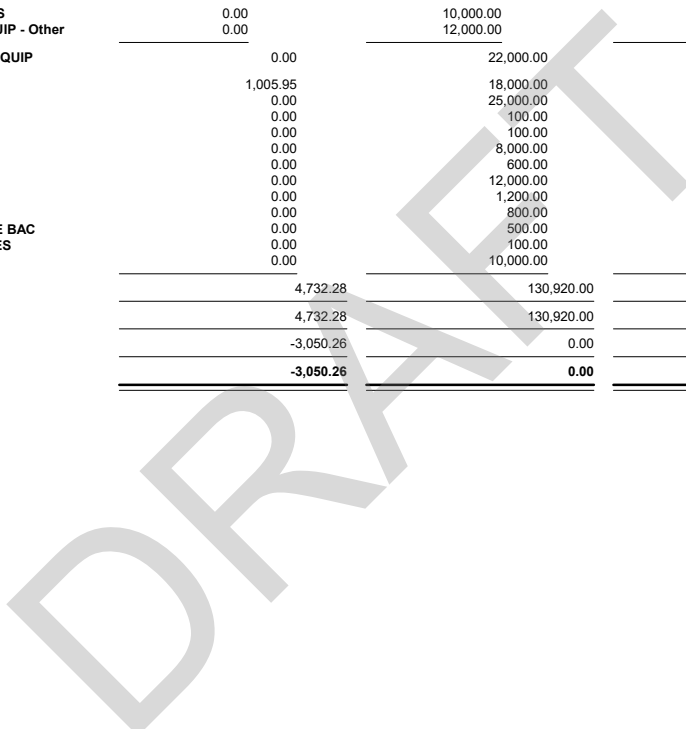 S 0.00 10,000.00
UIP - Other 0.00 12,000.00
QUIP 0.00 22,000.00
1,005.95 18,000.00
0.00 25,000.00
0.00 100.00
0.00 100.00
0.00 8,000.00
0.00 600.00
0.00 12,000.00
0.00 1,200.00
0.00 800.00
E BAC 0.00 500.00
ES 0.00 100.00
0.00 10,000.00
4,732.28 130,920.00
4,732.28 130,920.00
-3,050.26 0.00
-3,050.26 0.00
DRAFT